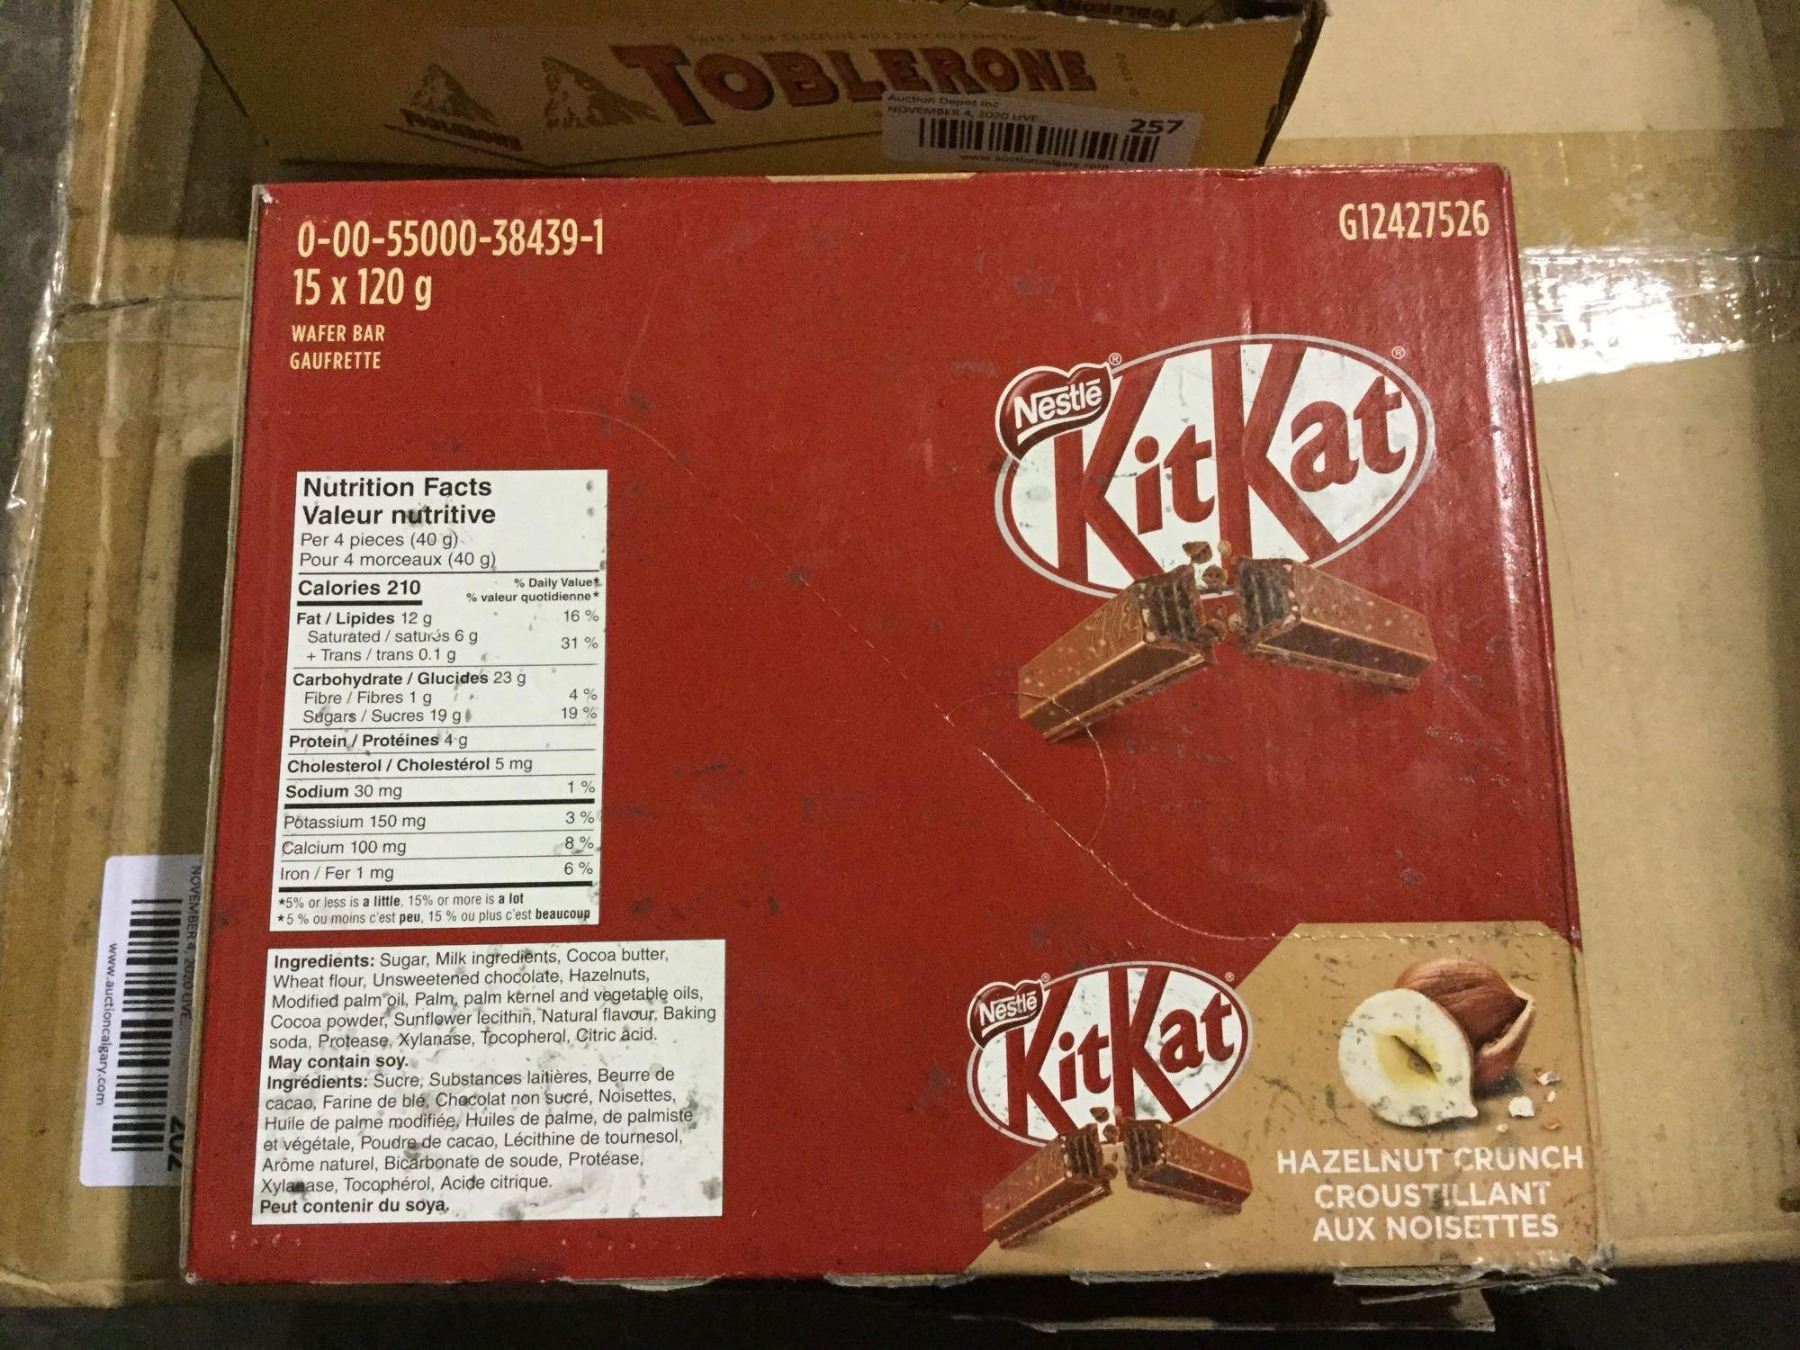 TOBLERONE
TOBLERONE
Auction Depot Inc
NOVEMBER 4, 2020 LIVE...
257
www.auctioncalgary.com
0-00-55000-38439-1
15 x 120 g
WAFER BAR
GAUFRETTE
G12427526
Nestlé ®
KitKat ®
Nutrition Facts
Valeur nutritive
Per 4 pieces (40 g)
Pour 4 morceaux (40 g)
Calories 210
% Daily Value*
% valeur quotidienne*
Fat / Lipides 12 g 16 %
Saturated / saturés 6 g
+ Trans / trans 0.1 g 31 %
Carbohydrate / Glucides 23 g
Fibre / Fibres 1 g 4 %
Sugars / Sucres 19 g 19 %
Protein / Protéines 4 g
Cholesterol / Cholestérol 5 mg
Sodium 30 mg 1 %
Potassium 150 mg 3 %
Calcium 100 mg 8 %
Iron / Fer 1 mg 6 %
*5% or less is a little, 15% or more is a lot
*5 % ou moins c'est peu, 15 % ou plus c'est beaucoup
Ingredients: Sugar, Milk ingredients, Cocoa butter,
Wheat flour, Unsweetened chocolate, Hazelnuts,
Modified palm oil, Palm, palm kernel and vegetable oils,
Cocoa powder, Sunflower lecithin, Natural flavour, Baking
soda, Protease, Xylanase, Tocopherol, Citric acid.
May contain soy.
Ingrédients: Sucre, Substances laitières, Beurre de
cacao, Farine de blé, Chocolat non sucré, Noisettes,
Huile de palme modifiée, Huiles de palme, de palmiste
et végétale, Poudre de cacao, Lécithine de tournesol,
Arôme naturel, Bicarbonate de soude, Protéase,
Xylanase, Tocophérol, Acide citrique.
Peut contenir du soya.
Nestlé ®
KitKat ®
HAZELNUT CRUNCH
CROUSTILLANT
AUX NOISETTES
NOVEMBER 4, 2020 LIVE...
www.auctioncalgary.com